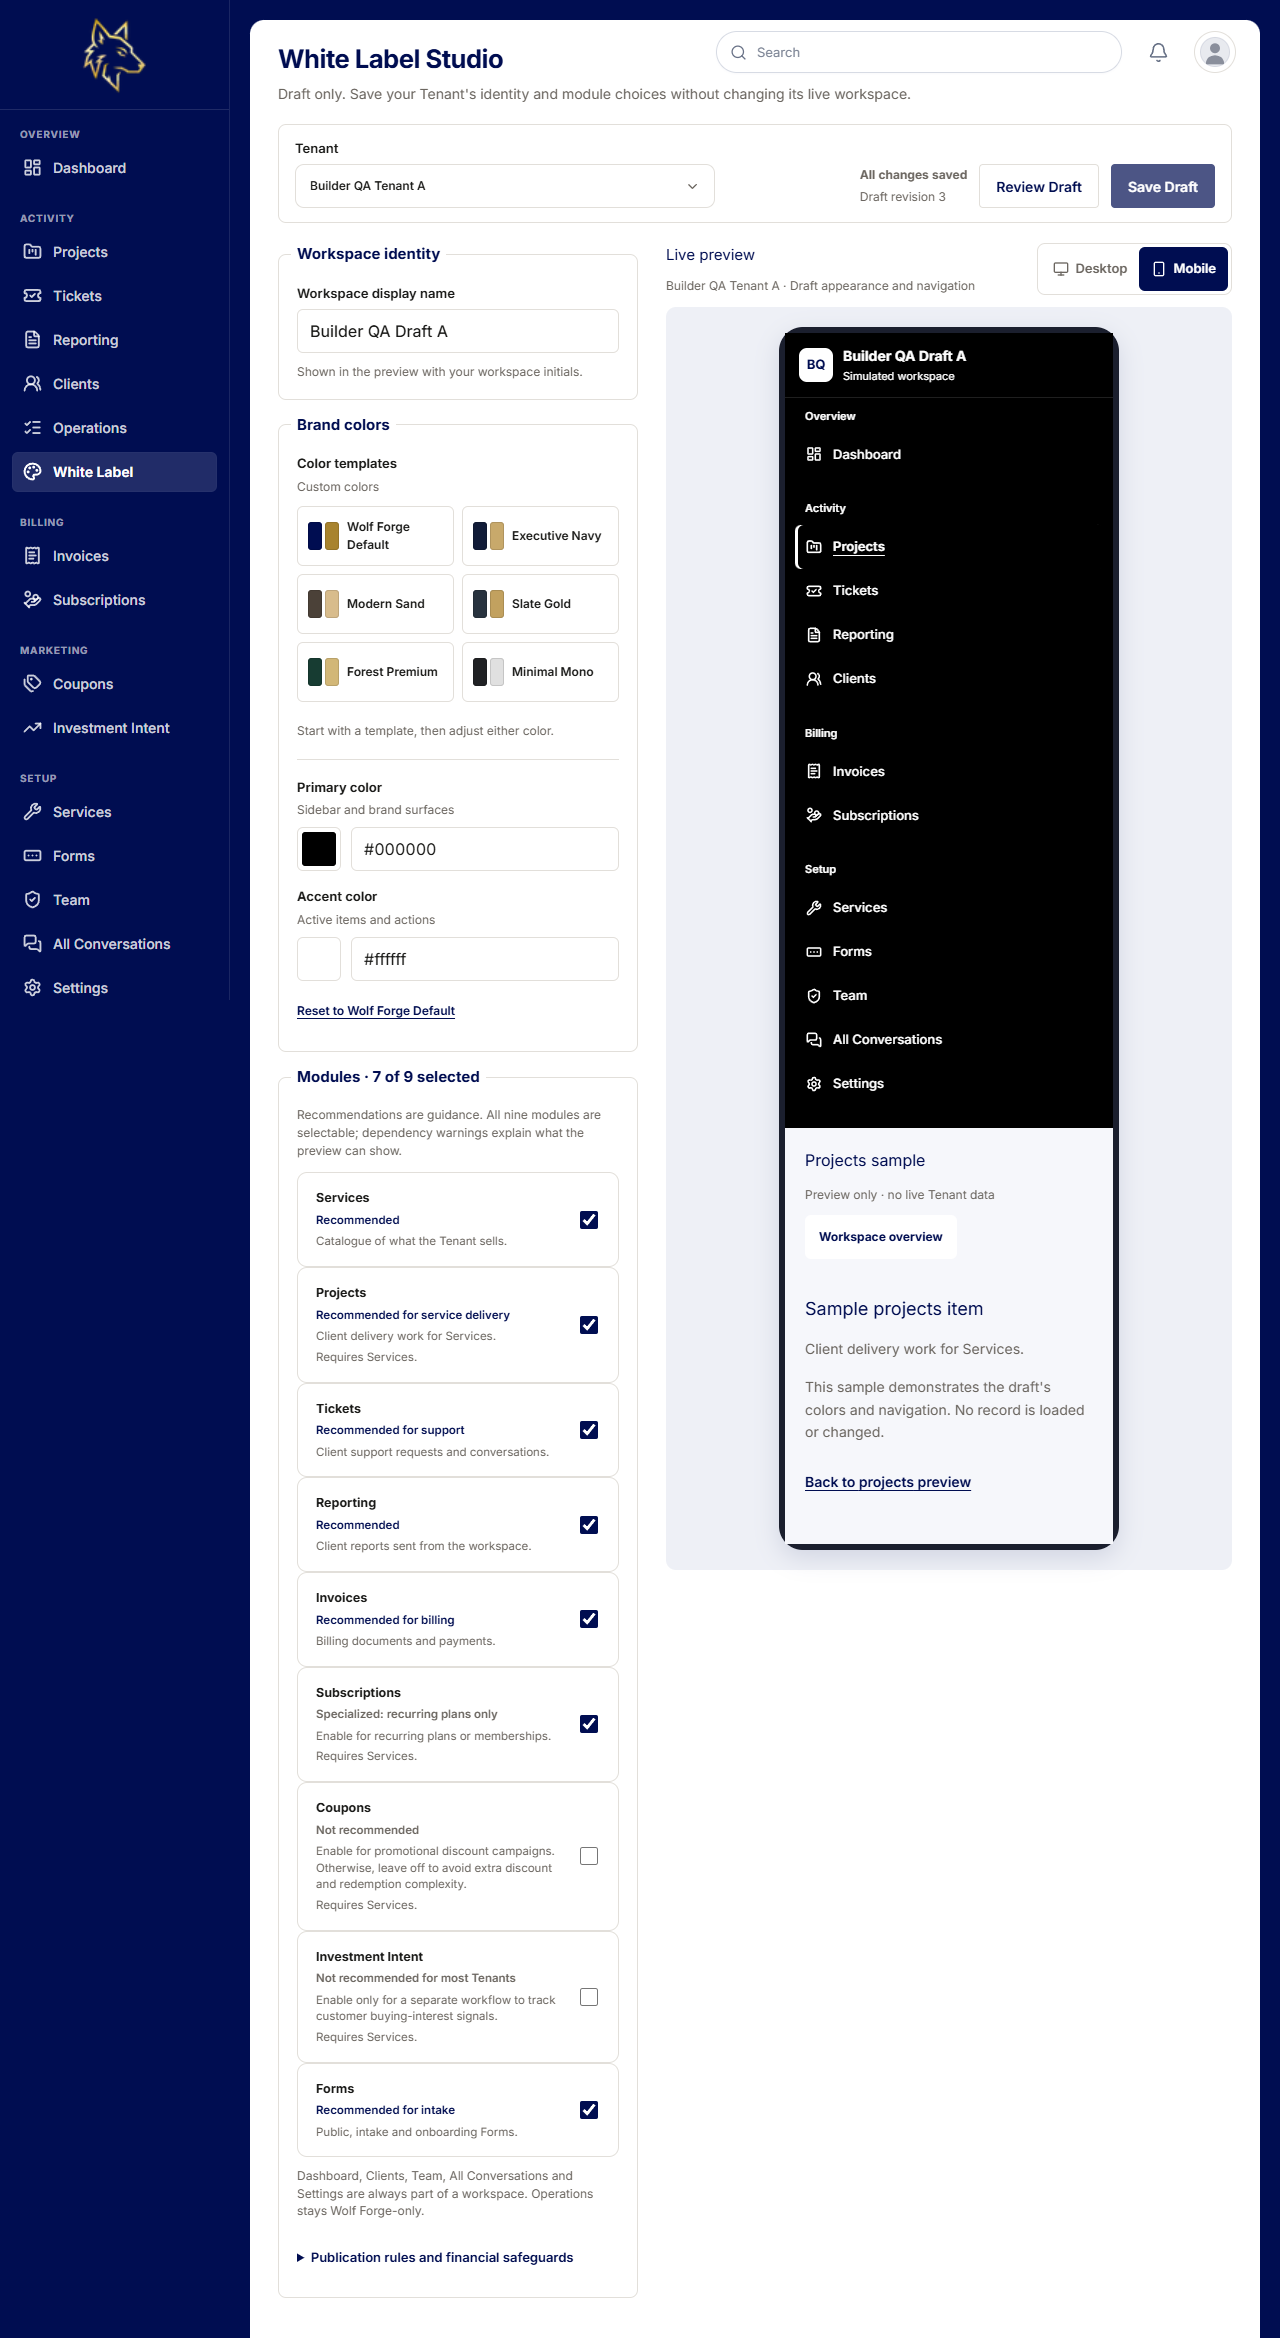 OVERVIEW
Dashboard
ACTIVITY
Projects
Tickets
Reporting
Clients
Operations
White Label
BILLING
Invoices
Subscriptions
MARKETING
Coupons
Investment Intent
SETUP
Services
Forms
Team
All Conversations
Settings
White Label Studio
Search
Draft only. Save your Tenant's identity and module choices without changing its live workspace.
Tenant
Builder QA Tenant A
All changes saved
Draft revision 3
Review Draft
Save Draft
Workspace identity
Workspace display name
Builder QA Draft A
Shown in the preview with your workspace initials.
Brand colors
Color templates
Custom colors
Wolf Forge
Default
Executive Navy
Modern Sand
Slate Gold
Forest Premium
Minimal Mono
Start with a template, then adjust either color.
Primary color
Sidebar and brand surfaces
#000000
Accent color
Active items and actions
#ffffff
Reset to Wolf Forge Default
Modules · 7 of 9 selected
Recommendations are guidance. All nine modules are
selectable; dependency warnings explain what the
preview can show.
Services
Recommended
Catalogue of what the Tenant sells.
Projects
Recommended for service delivery
Client delivery work for Services.
Requires Services.
Tickets
Recommended for support
Client support requests and conversations.
Reporting
Recommended
Client reports sent from the workspace.
Invoices
Recommended for billing
Billing documents and payments.
Subscriptions
Specialized: recurring plans only
Enable for recurring plans or memberships.
Requires Services.
Coupons
Not recommended
Enable for promotional discount campaigns.
Otherwise, leave off to avoid extra discount
and redemption complexity.
Requires Services.
Investment Intent
Not recommended for most Tenants
Enable only for a separate workflow to track
customer buying-interest signals.
Requires Services.
Forms
Recommended for intake
Public, intake and onboarding Forms.
Dashboard, Clients, Team, All Conversations and
Settings are always part of a workspace. Operations
stays Wolf Forge-only.
Publication rules and financial safeguards
Live preview
Builder QA Tenant A · Draft appearance and navigation
Desktop
Mobile
BQ
Builder QA Draft A
Simulated workspace
Overview
Dashboard
Activity
Projects
Tickets
Reporting
Clients
Billing
Invoices
Subscriptions
Setup
Services
Forms
Team
All Conversations
Settings
Projects sample
Preview only · no live Tenant data
Workspace overview
Sample projects item
Client delivery work for Services.
This sample demonstrates the draft's
colors and navigation. No record is loaded
or changed.
Back to projects preview